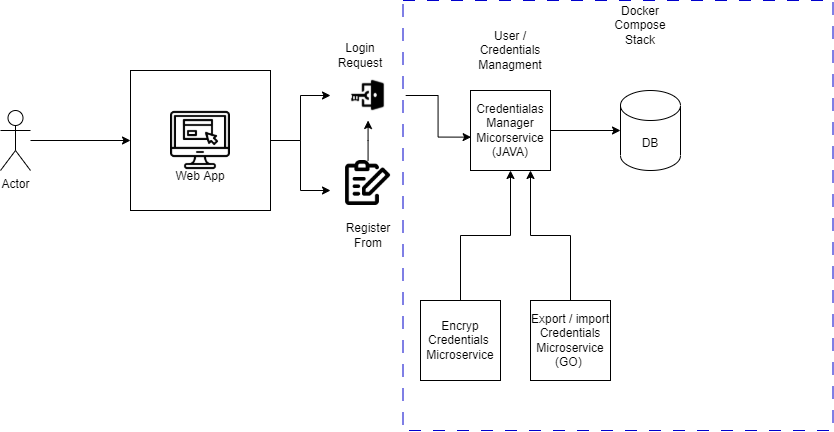 Docker
Compose
Stack
User /
Credentials
Managment
Login
Request
Credentialas
Manager
Micorservice
(JAVA)
DB
Web App
Actor
Register
From
Encryp
Credentials
Microservice
Export / import
Credentials
Microservice
(GO)